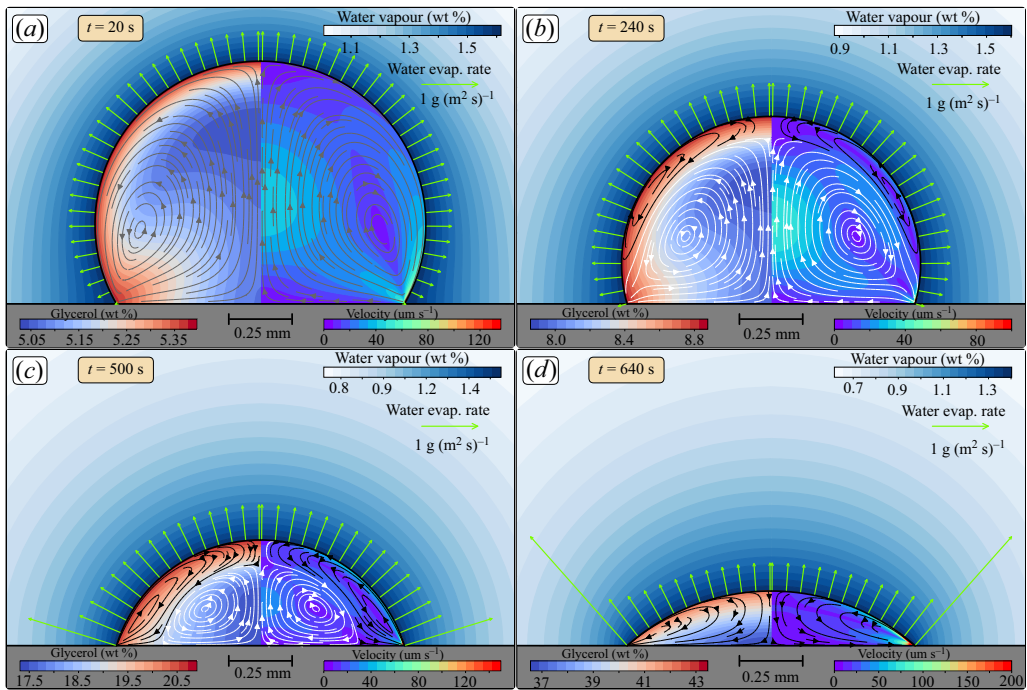 (a)
t = 20 s
Water vapour (wt %)
1.1 1.3 1.5
Water evap. rate
1 g (m² s)⁻¹
Glycerol (wt %)
5.05 5.15 5.25 5.35
0.25 mm
Velocity (um s⁻¹)
0 40 80 120
(b)
t = 240 s
Water vapour (wt %)
0.9 1.1 1.3 1.5
Water evap. rate
1 g (m² s)⁻¹
Glycerol (wt %)
8.0 8.4 8.8
0.25 mm
Velocity (um s⁻¹)
0 40 80
(c)
t = 500 s
Water vapour (wt %)
0.8 0.9 1.2 1.4
Water evap. rate
1 g (m² s)⁻¹
Glycerol (wt %)
17.5 18.5 19.5 20.5
0.25 mm
Velocity (um s⁻¹)
0 60 120
(d)
t = 640 s
Water vapour (wt %)
0.7 0.9 1.1 1.3
Water evap. rate
1 g (m² s)⁻¹
Glycerol (wt %)
37 39 41 43
0.25 mm
Velocity (um s⁻¹)
0 50 100 150 200